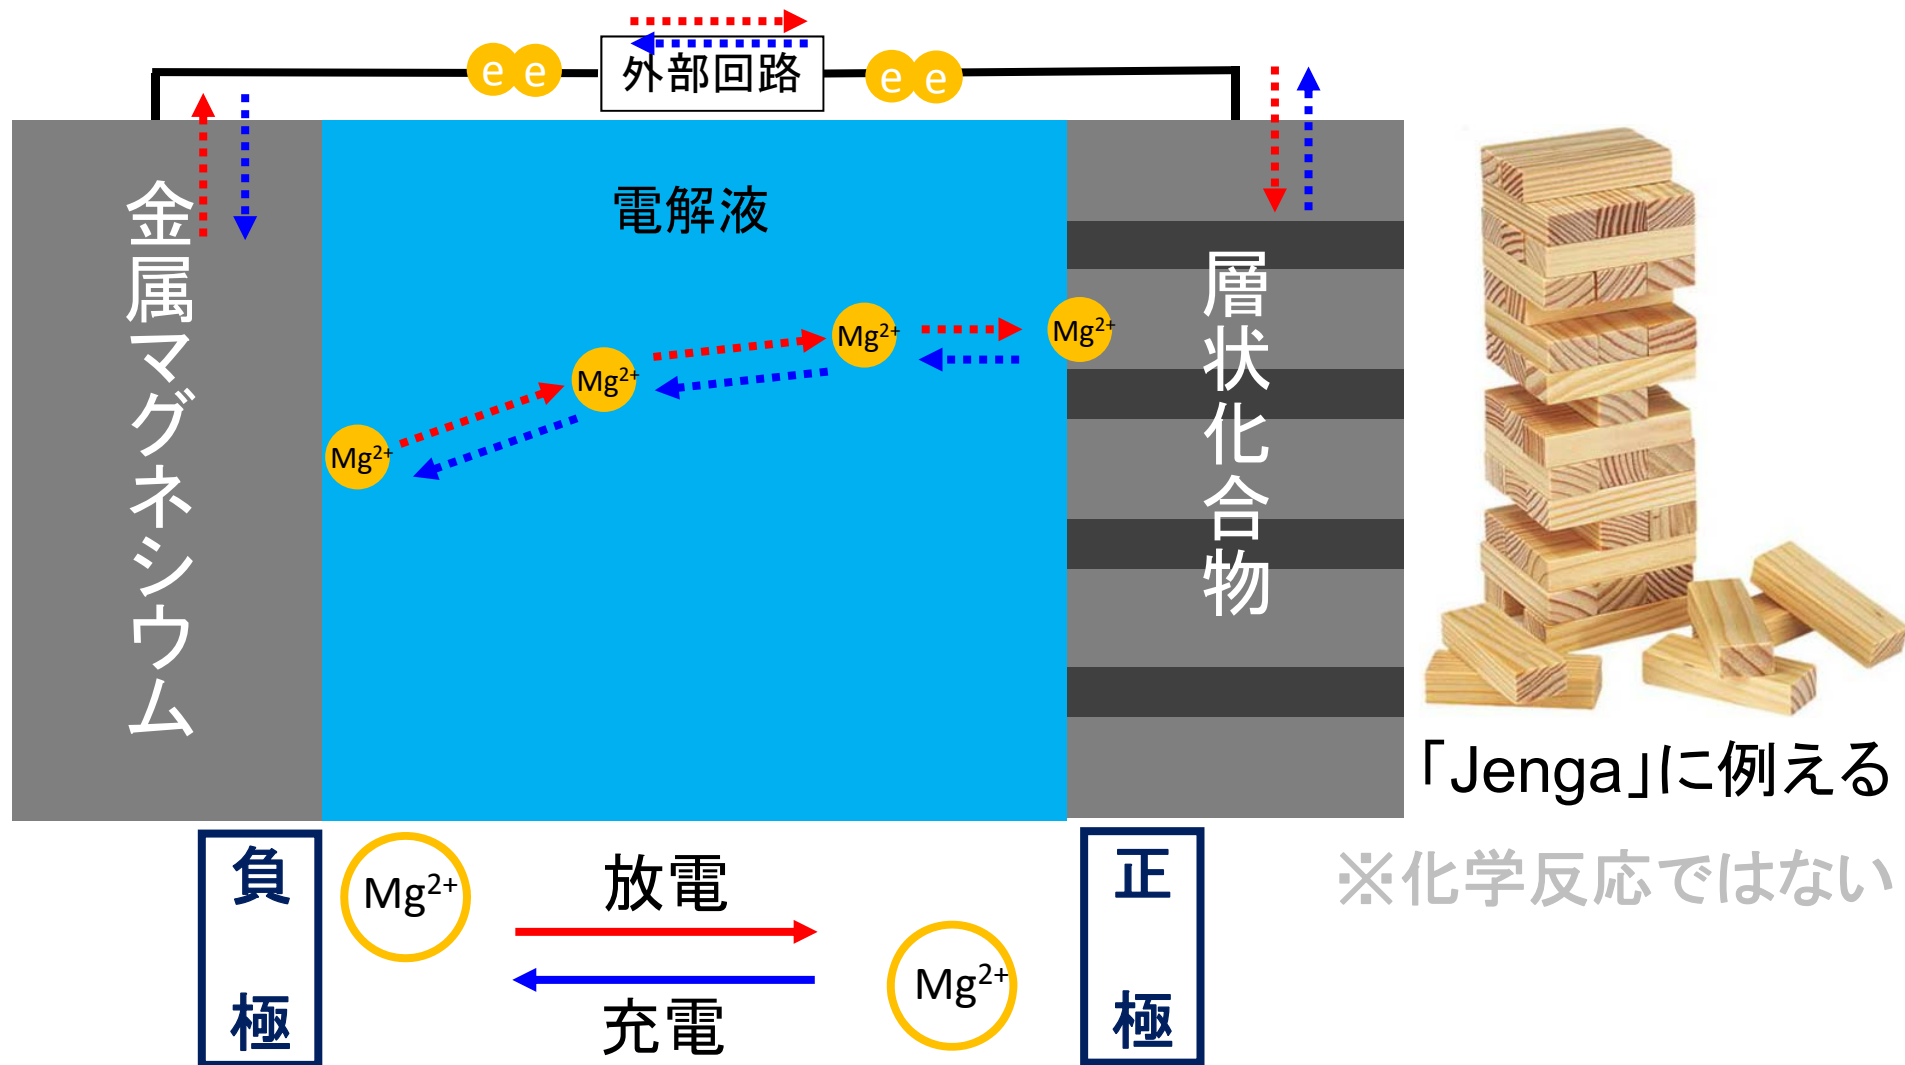 e e 外部回路 e e
電解液
金属マグネシウム
層状化合物
Mg2+
Mg2+
Mg2+
Mg2+
「Jenga」に例える
※化学反応ではない
負極
Mg2+
放電
充電
Mg2+
正極